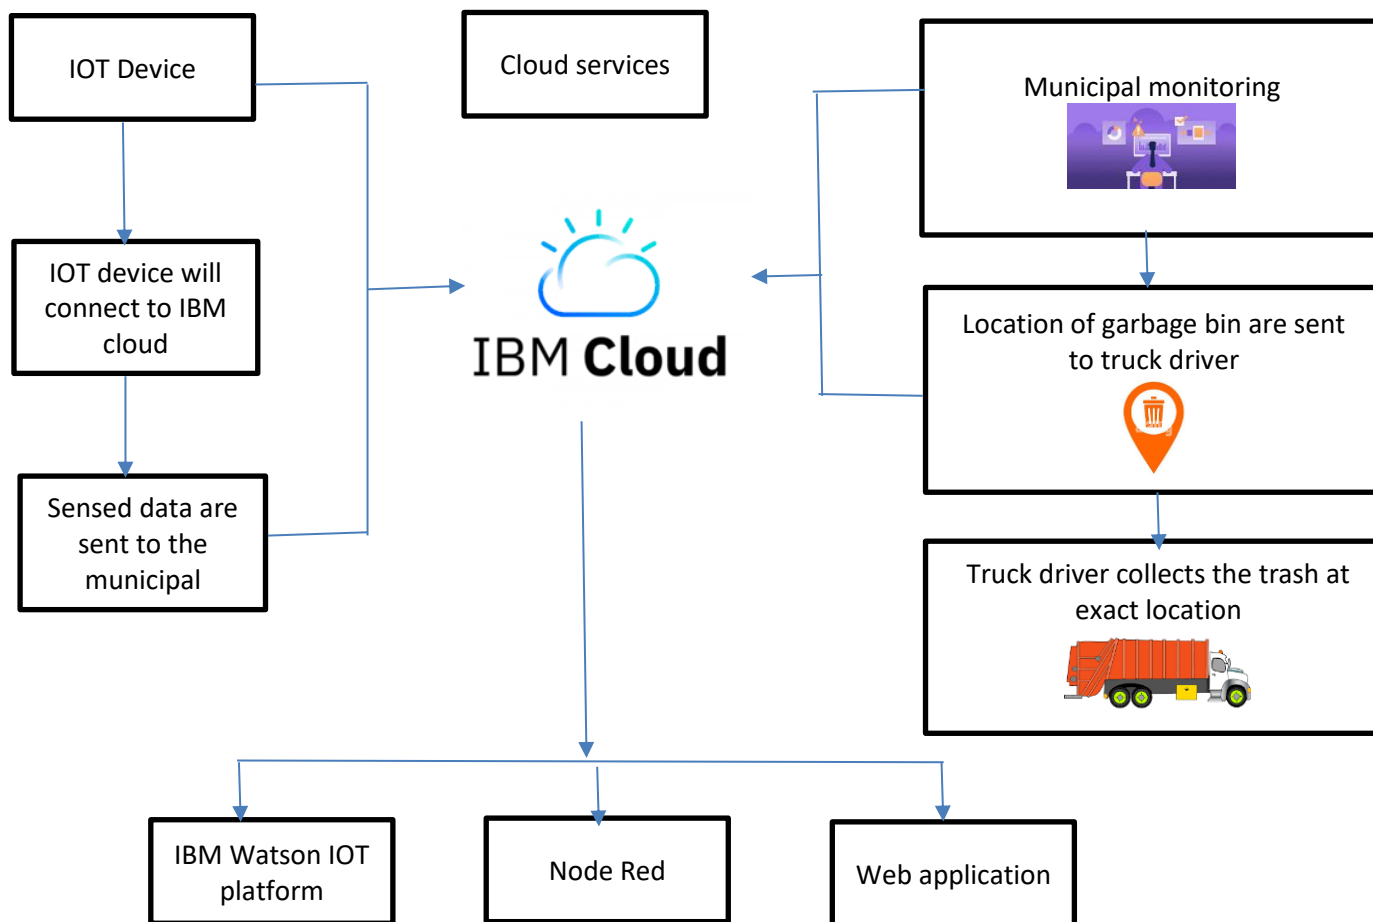 IOT Device
Cloud services
Municipal monitoring
IOT device will
connect to IBM
cloud
IBM Cloud
Location of garbage bin are sent
to truck driver
Sensed data are
sent to the
municipal
Truck driver collects the trash at
exact location
IBM Watson IOT
platform
Node Red
Web application